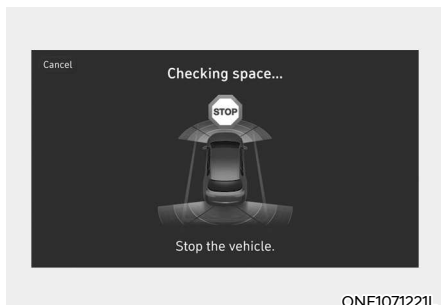 Cancel
Checking space...
STOP
Stop the vehicle.
ONE1071221L